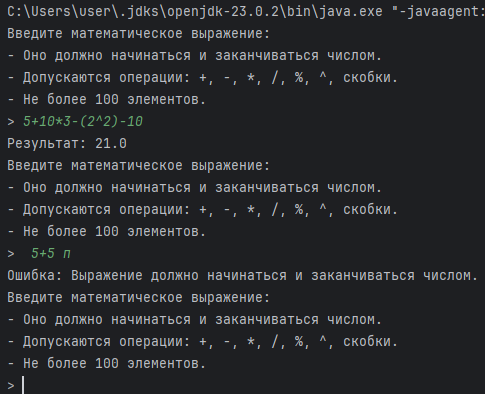 C:\Users\user\.jdks\openjdk-23.0.2\bin\java.exe "-javaagent:
Введите математическое выражение:
- Оно должно начинаться и заканчиваться числом.
- Допускаются операции: +, -, *, /, %, ^, скобки.
- Не более 100 элементов.
> 5+10*3-(2^2)-10
Результат: 21.0
Введите математическое выражение:
- Оно должно начинаться и заканчиваться числом.
- Допускаются операции: +, -, *, /, %, ^, скобки.
- Не более 100 элементов.
>  5+5 п
Ошибка: Выражение должно начинаться и заканчиваться числом.
Введите математическое выражение:
- Оно должно начинаться и заканчиваться числом.
- Допускаются операции: +, -, *, /, %, ^, скобки.
- Не более 100 элементов.
>